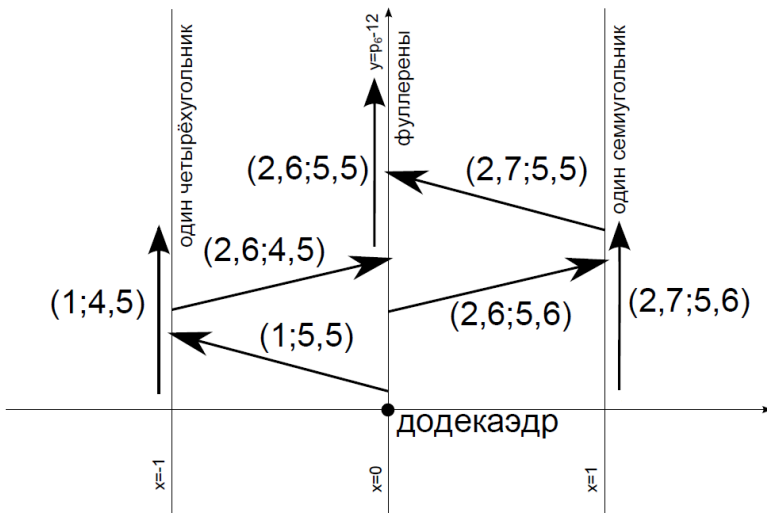 один четырёхугольник
y=p₆-12
фуллерены
один семиугольник
(2,6;5,5)
(2,7;5,5)
(2,6;4,5)
(1;4,5)
(1;5,5)
(2,6;5,6)
(2,7;5,6)
додекаэдр
x=-1
x=0
x=1